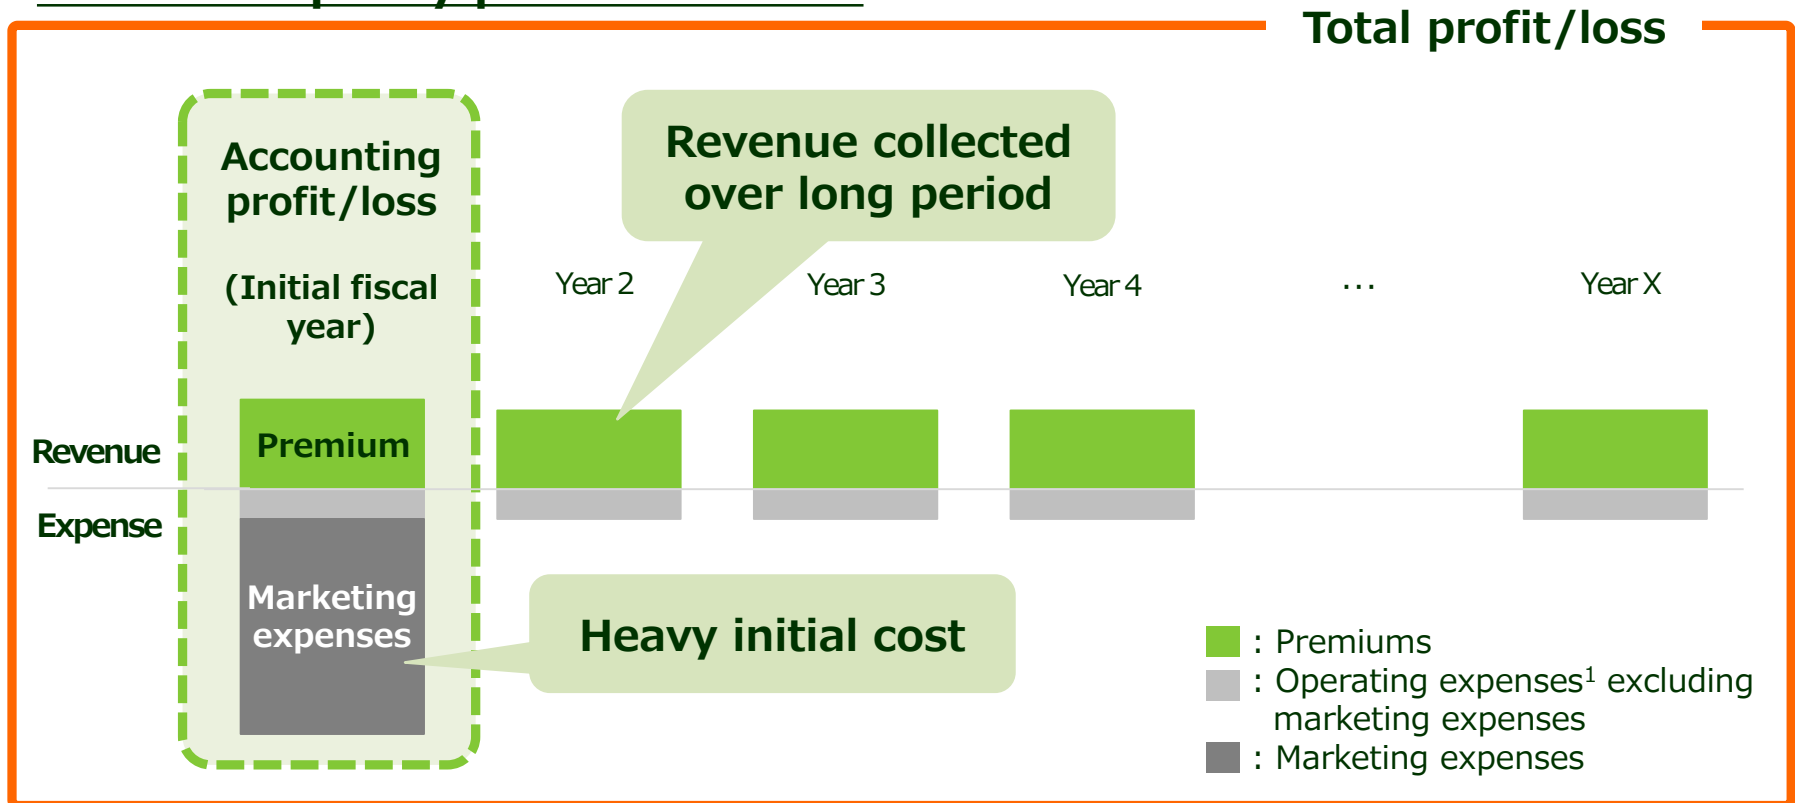 Total profit/loss
Accounting
profit/loss
(Initial fiscal
year)
Revenue collected
over long period
Year 2
Year 3
Year 4
…
Year X
Revenue
Premium
Expense
Marketing
expenses
Heavy initial cost
: Premiums
: Operating expenses¹ excluding
marketing expenses
: Marketing expenses